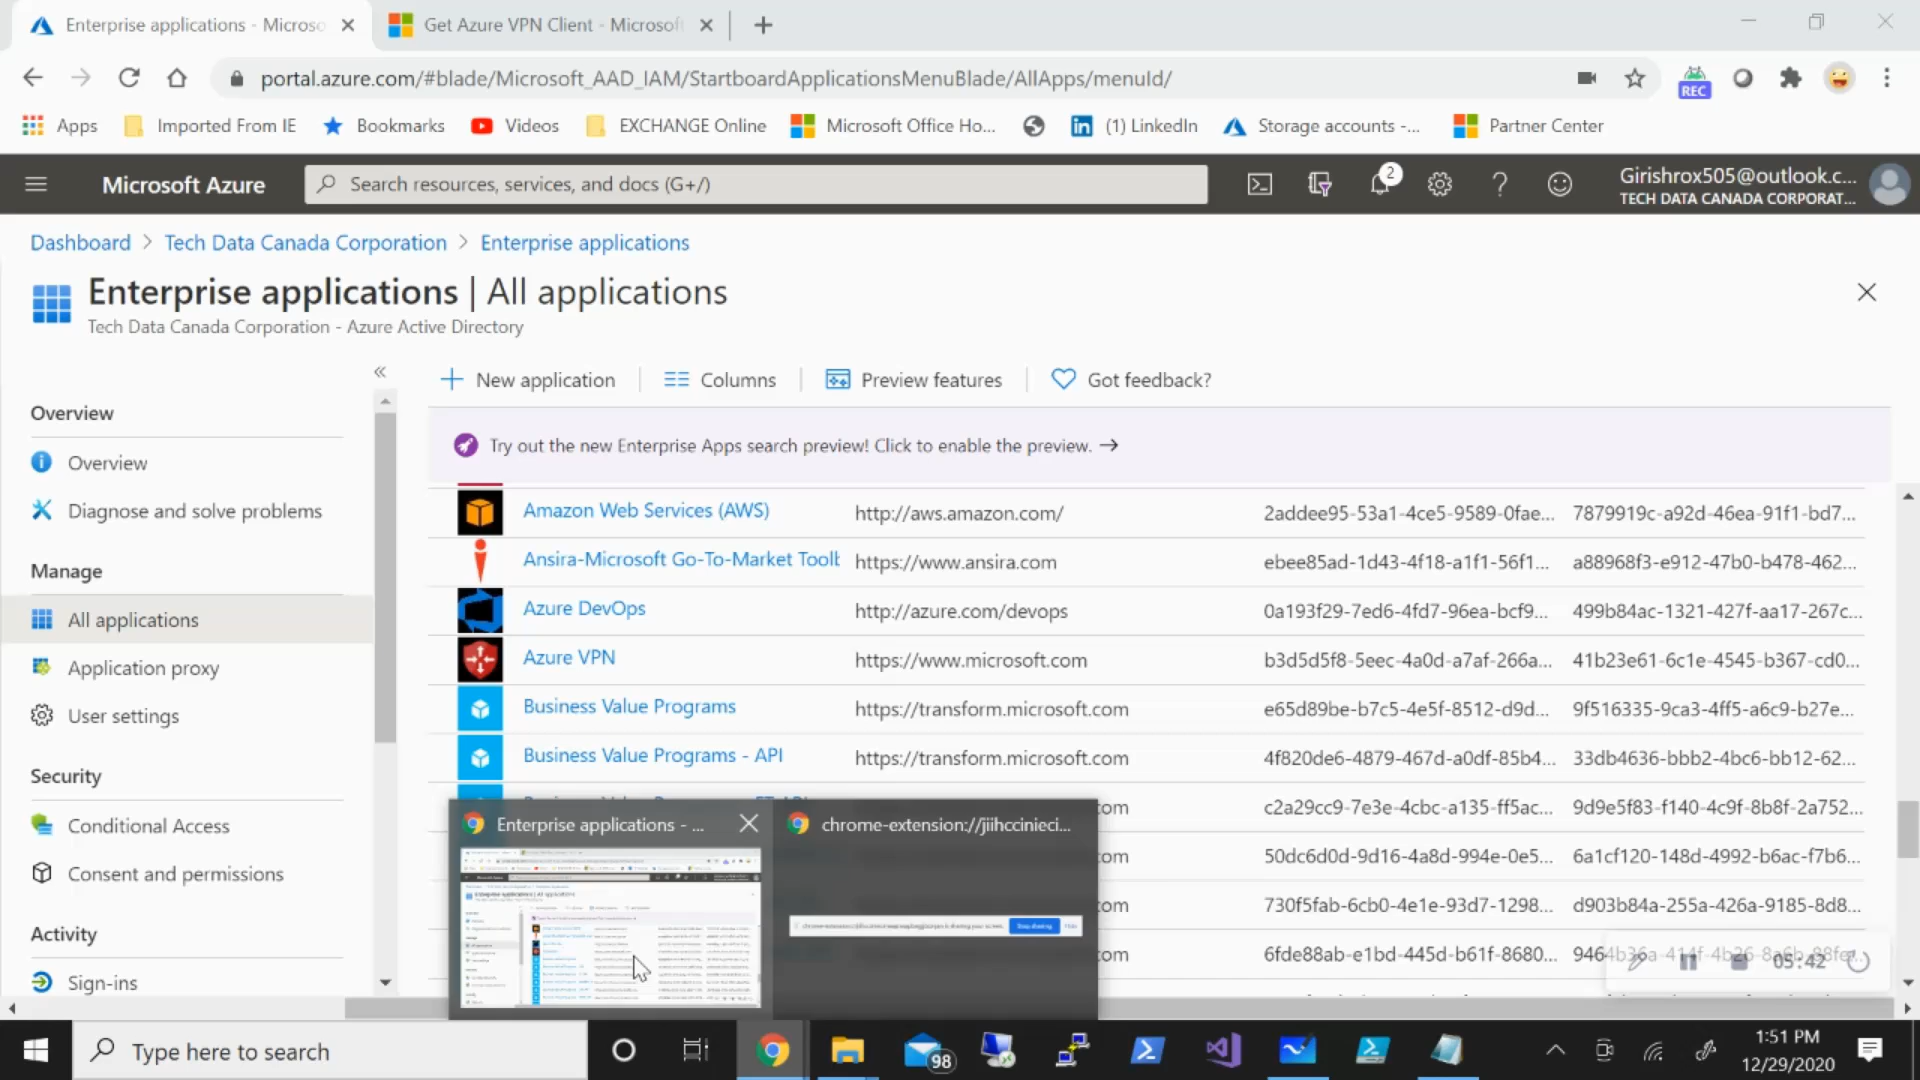 Enterprise applications - Microso
Get Azure VPN Client - Microsoft
portal.azure.com/#blade/Microsoft_AAD_IAM/StartboardApplicationsMenuBlade/AllApps/menuId/
REC
Apps
Imported From IE
Bookmarks
Videos
EXCHANGE Online
Microsoft Office Ho...
(1) LinkedIn
Storage accounts -...
Partner Center
Microsoft Azure
Search resources, services, and docs (G+/)
2
Girishrox505@outlook.c...
TECH DATA CANADA CORPORAT...
Dashboard > Tech Data Canada Corporation > Enterprise applications
Enterprise applications | All applications
Tech Data Canada Corporation - Azure Active Directory
New application
Columns
Preview features
Got feedback?
Try out the new Enterprise Apps search preview! Click to enable the preview. →
Overview
Overview
Diagnose and solve problems
Manage
All applications
Application proxy
User settings
Security
Conditional Access
Consent and permissions
Activity
Sign-ins
Amazon Web Services (AWS) http://aws.amazon.com/ 2addee95-53a1-4ce5-9589-0fae... 7879919c-a92d-46ea-91f1-bd7...
Ansira-Microsoft Go-To-Market Toolb https://www.ansira.com ebee85ad-1d43-4f18-a1f1-56f1... a88968f3-e912-47b0-b478-462...
Azure DevOps http://azure.com/devops 0a193f29-7ed6-4fd7-96ea-bcf9... 499b84ac-1321-427f-aa17-267c...
Azure VPN https://www.microsoft.com b3d5d5f8-5eec-4a0d-a7af-266a... 41b23e61-6c1e-4545-b367-cd0...
Business Value Programs https://transform.microsoft.com e65d89be-b7c5-4e5f-8512-d9d... 9f516335-9ca3-4ff5-a6c9-b27e...
Business Value Programs - API https://transform.microsoft.com 4f820de6-4879-467d-a0df-85b4... 33db4636-bbb2-4bc6-bb12-62...
com c2a29cc9-7e3e-4cbc-a135-ff5ac... 9d9e5f83-f140-4c9f-8b8f-2a752...
com 50dc6d0d-9d16-4a8d-994e-0e5... 6a1cf120-148d-4992-b6ac-f7b6...
com 730f5fab-6cb0-4e1e-93d7-1298... d903b84a-255a-426a-9185-8d8...
com 6fde88ab-e1bd-445d-b61f-8680...
05:42
Enterprise applications - ...
chrome-extension://jiihccinieci...
Stop sharing
Hide
Type here to search
98
1:51 PM
12/29/2020